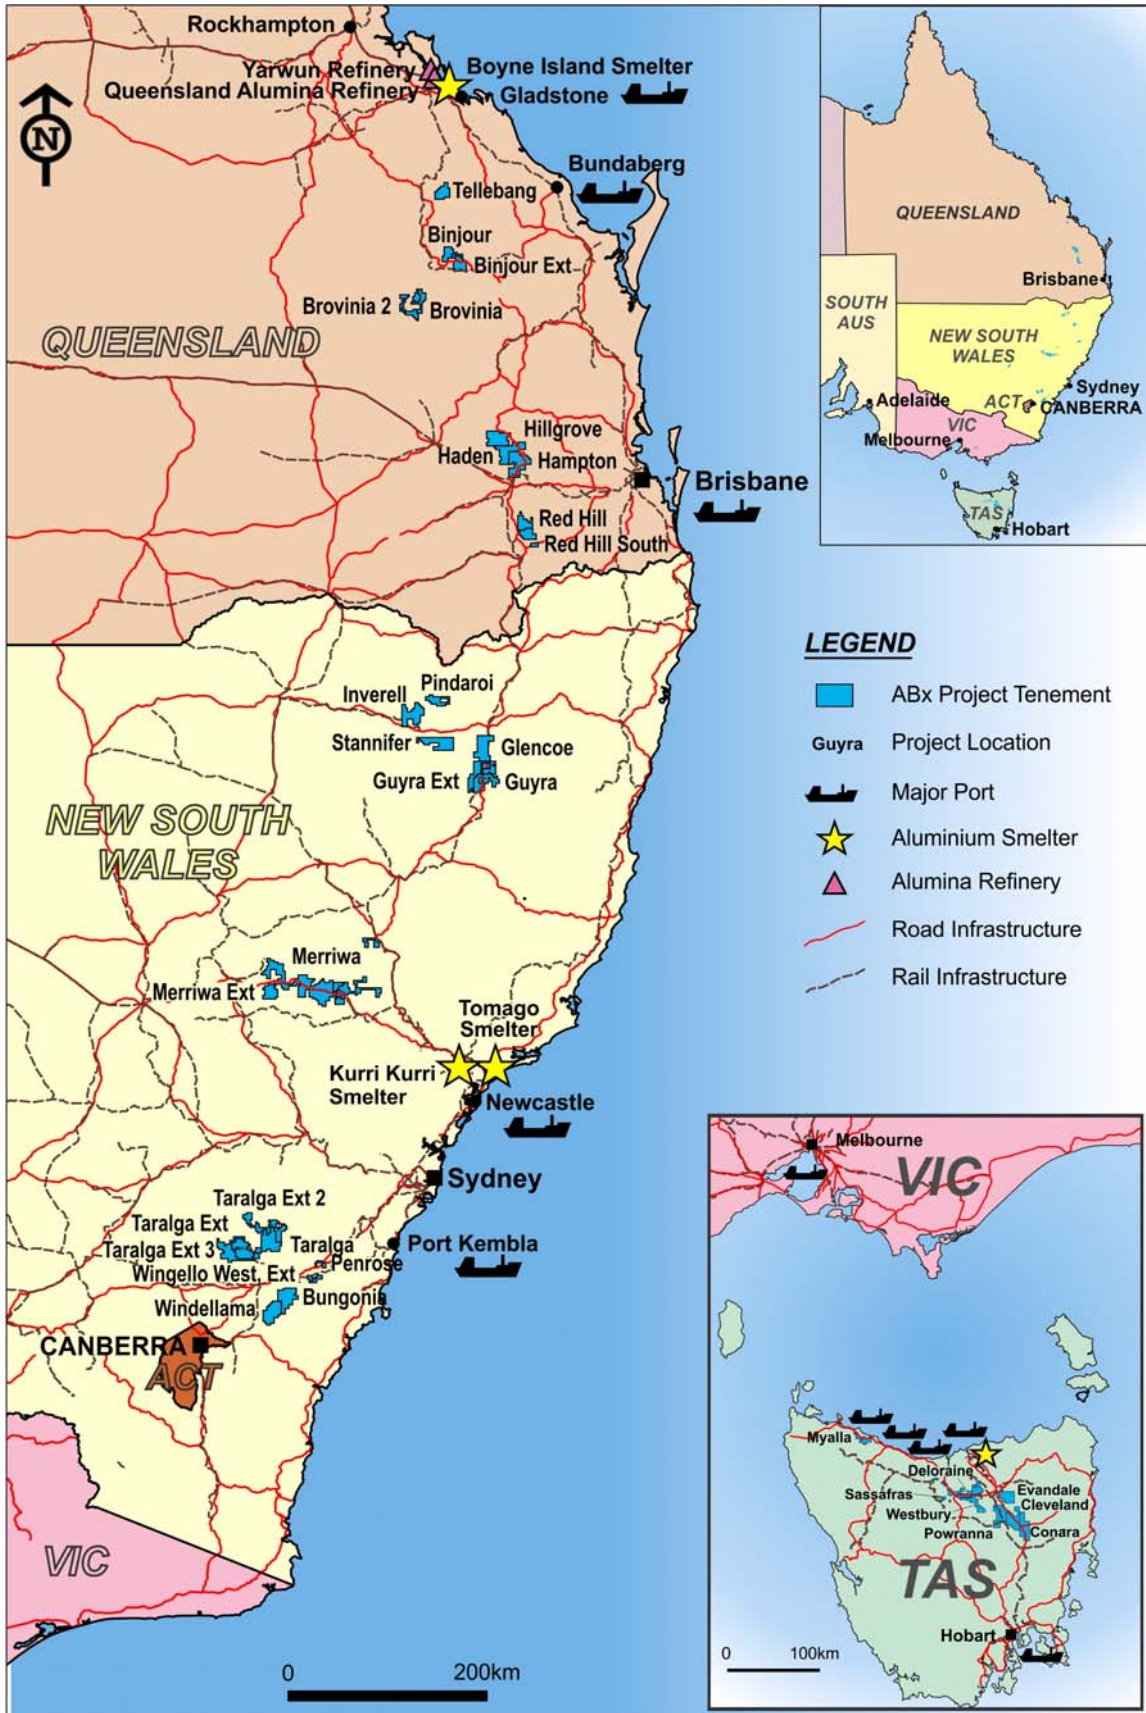 Rockhampton
Yarwun Refinery
Boyne Island Smelter
Queensland Alumina Refinery
Gladstone
N
Bundaberg
Tellebang
Binjour
Binjour Ext
Brovinia 2
Brovinia
QUEENSLAND
Hillgrove
Haden
Hampton
Brisbane
Red Hill
Red Hill South
Pindaroi
Inverell
Stannifer
Glencoe
Guyra Ext
Guyra
NEW SOUTH
WALES
Merriwa
Merriwa Ext
Tomago
Smelter
Kurri Kurri
Smelter
Newcastle
Sydney
Taralga Ext 2
Taralga Ext
Taralga Ext 3
Taralga
Port Kembla
Penrose
Wingello West, Ext
Bungonia
Windellama
CANBERRA
ACT
VIC
0
200km
QUEENSLAND
Brisbane
SOUTH
AUS
NEW SOUTH
WALES
Sydney
ACT
CANBERRA
Adelaide
VIC
Melbourne
TAS
Hobart
LEGEND
ABx Project Tenement
Guyra
Project Location
Major Port
Aluminium Smelter
Alumina Refinery
Road Infrastructure
Rail Infrastructure
Melbourne
VIC
Myalla
Deloraine
Sassafras
Evandale
Cleveland
Westbury
Powranna
Conara
TAS
Hobart
0
100km